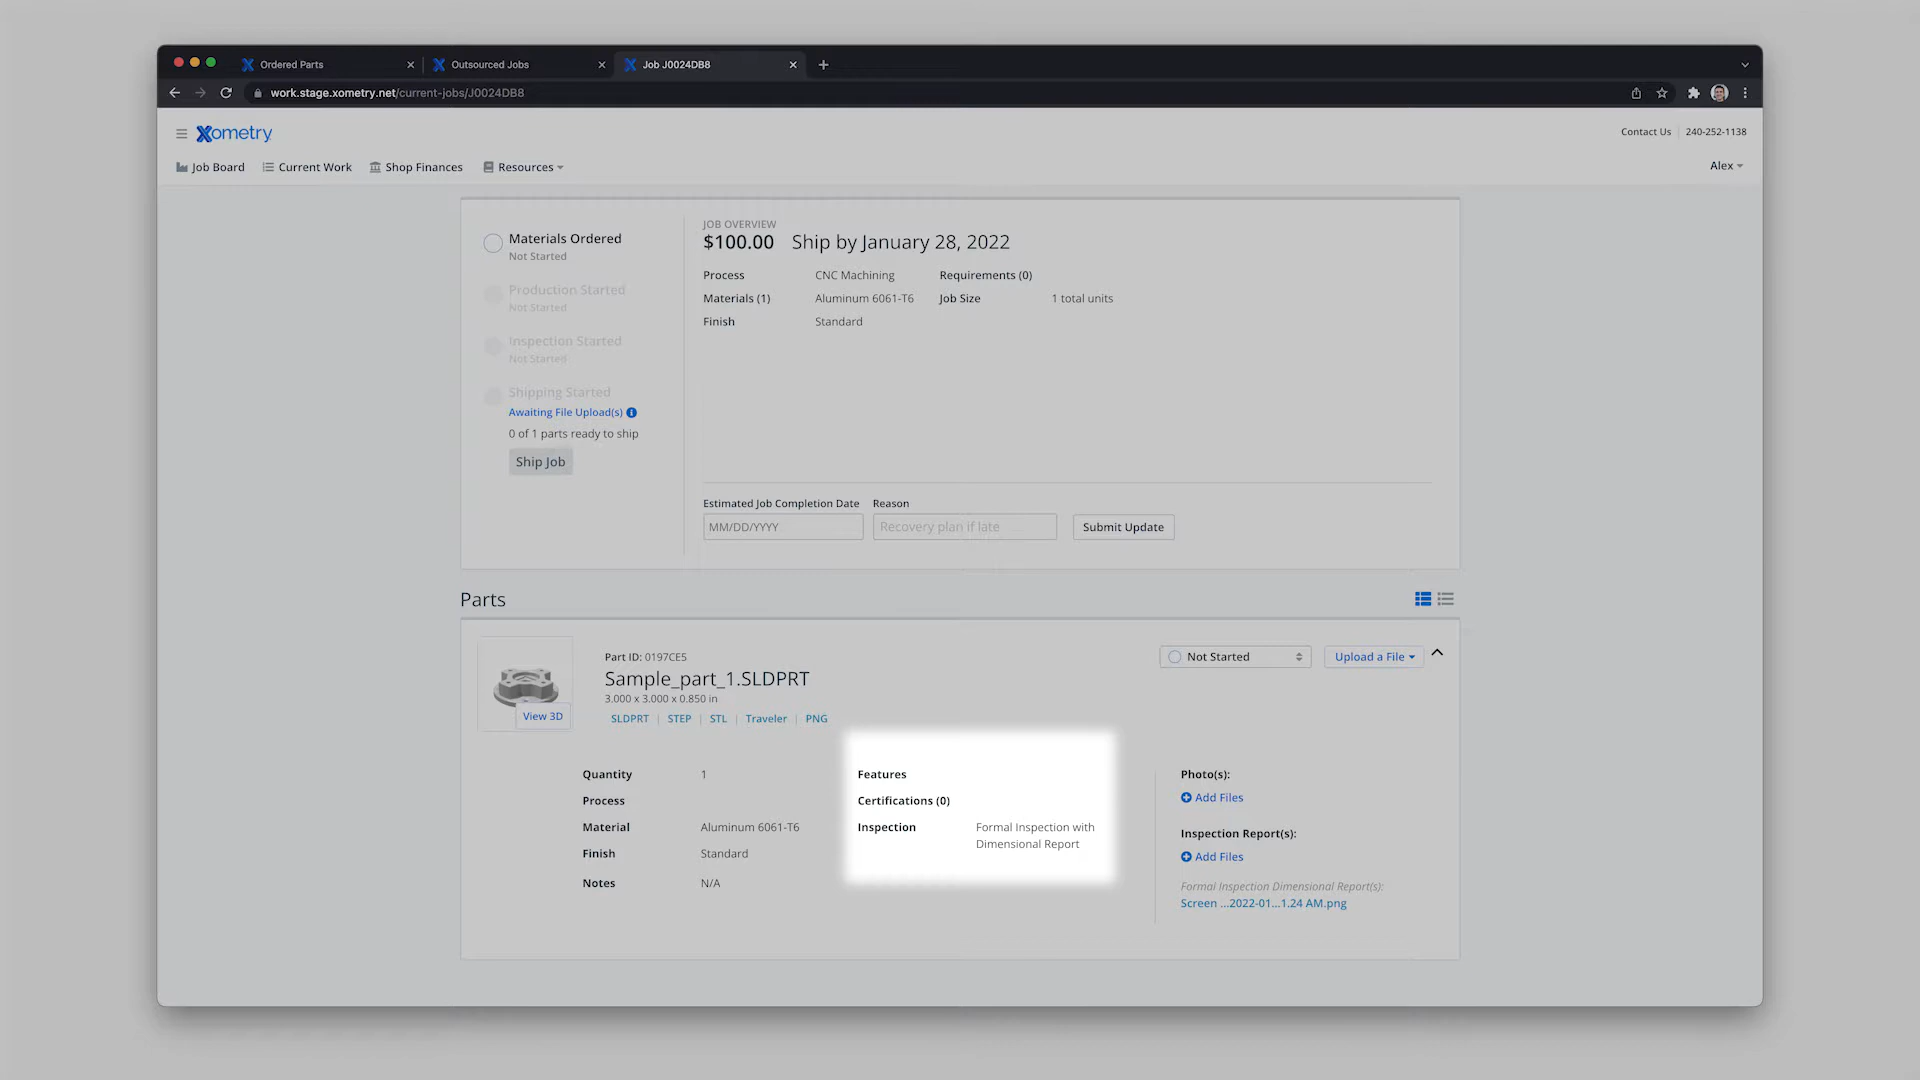 Ordered Parts
Outsourced Jobs
Job J0024DB8
work.stage.xometry.net/current-jobs/J0024DB8
Xometry
Contact Us
240-252-1138
Job Board
Current Work
Shop Finances
Resources
Alex
Materials Ordered
Not Started
Production Started
Not Started
Inspection Started
Not Started
Shipping Started
Awaiting File Upload(s)
0 of 1 parts ready to ship
Ship Job
JOB OVERVIEW
$100.00 Ship by January 28, 2022
Process CNC Machining Requirements (0)
Materials (1) Aluminum 6061-T6 Job Size 1 total units
Finish Standard
Estimated Job Completion Date Reason
MM/DD/YYYY Recovery plan if late Submit Update
Parts
View 3D
Part ID: 0197CE5
Sample_part_1.SLDPRT
3.000 x 3.000 x 0.850 in
SLDPRT | STEP | STL | Traveler | PNG
Not Started
Upload a File
Quantity 1
Process
Material Aluminum 6061-T6
Finish Standard
Notes N/A
Features
Certifications (0)
Inspection Formal Inspection with
Dimensional Report
Photo(s):
Add Files
Inspection Report(s):
Add Files
Formal Inspection Dimensional Report(s):
Screen ...2022-01...1.24 AM.png